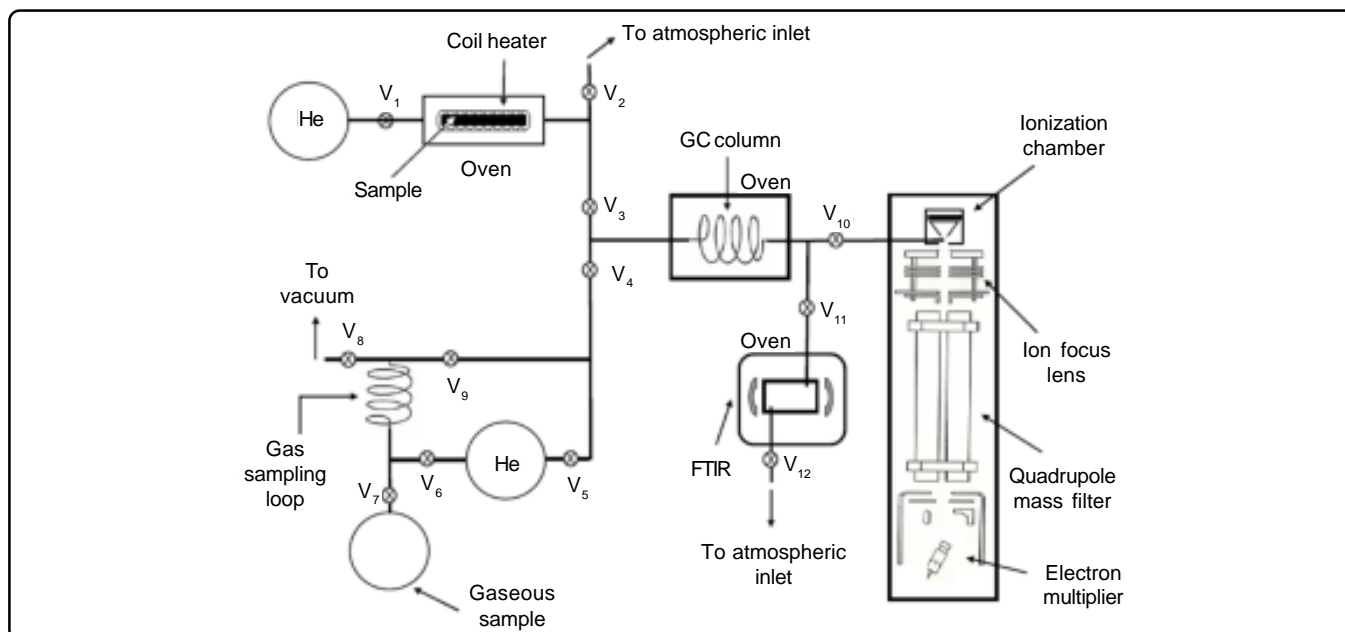 To atmospheric inlet
Coil heater
V1
V2
He
Ionization
chamber
GC column
Oven
Sample
Oven
V3
V10
V4
To
vacuum
V11
V8
Oven
Ion focus
lens
V9
Gas
sampling
loop
He
FTIR
V12
Quadrupole
mass filter
V7
V6
V5
To atmospheric
inlet
Electron
multiplier
Gaseous
sample